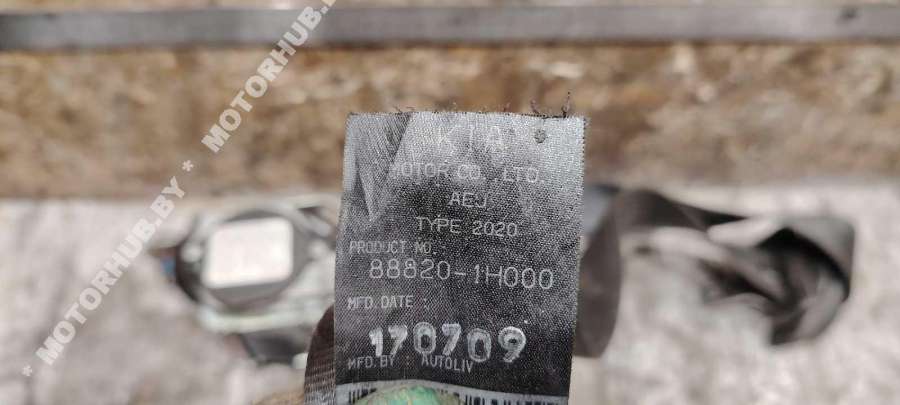 * MOTORHUB.BY * MOTORHUB.BY *
KIA
MOTOR CO., LTD.
AEJ
TYPE 2020
PRODUCT NO.
88820-1H000
MFD. DATE :
170709
MFD. BY : AUTOLIV